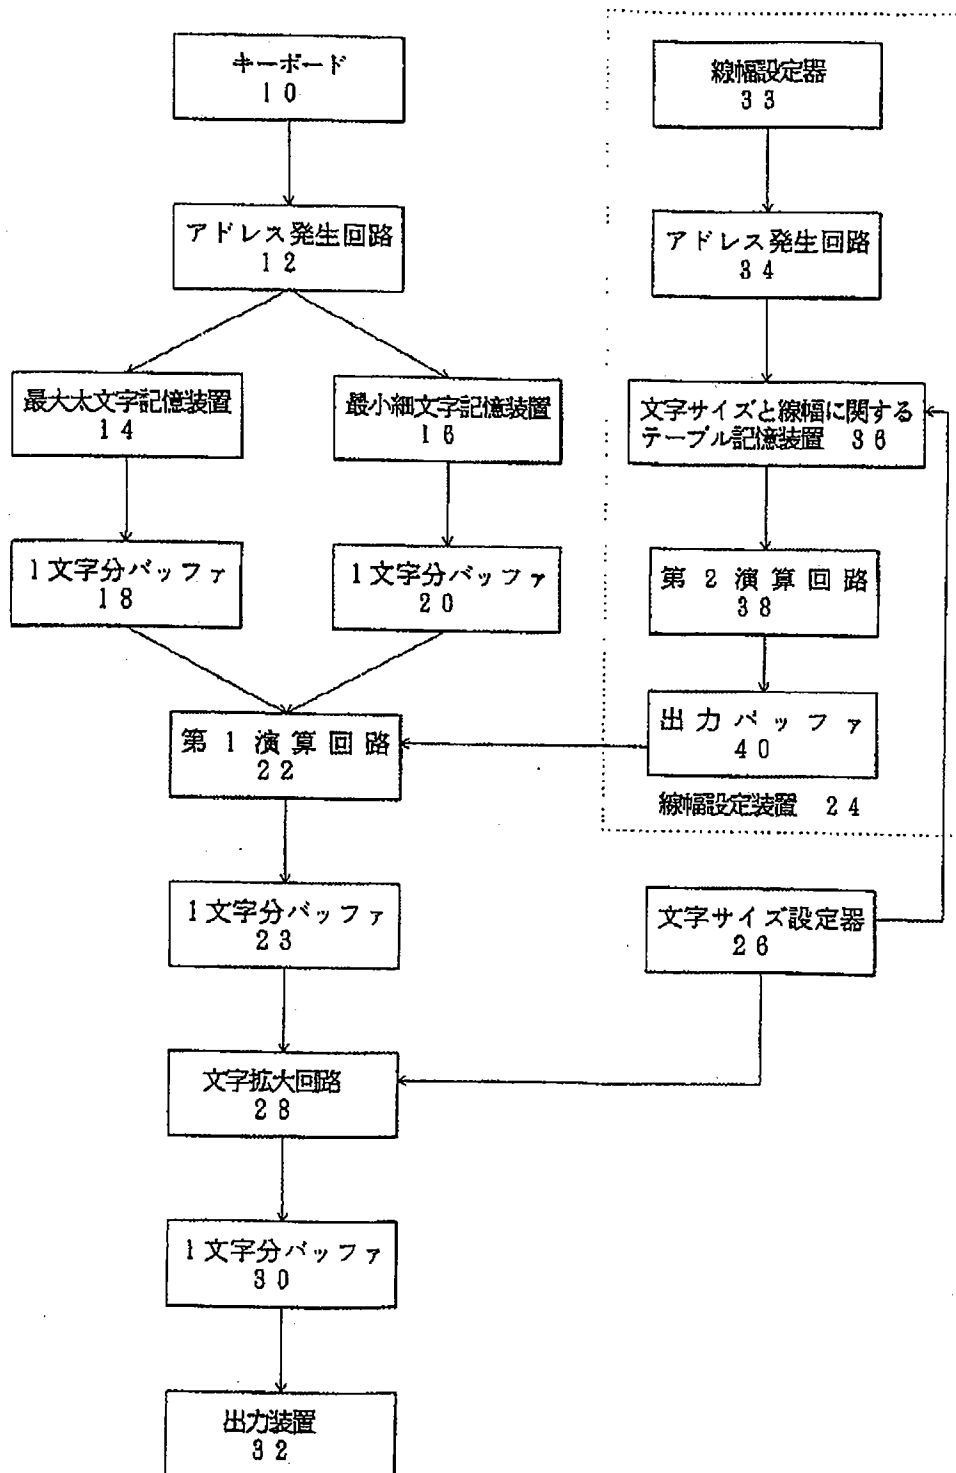 キーボード
10
アドレス発生回路
12
最大太文字記憶装置
14
最小細文字記憶装置
16
1文字分バッファ
18
1文字分バッファ
20
第1演算回路
22
1文字分バッファ
23
文字拡大回路
28
1文字分バッファ
30
出力装置
32
線幅設定器
33
アドレス発生回路
34
文字サイズと線幅に関する
テーブル記憶装置 36
第2演算回路
38
出力バッファ
40
線幅設定装置 24
文字サイズ設定器
26